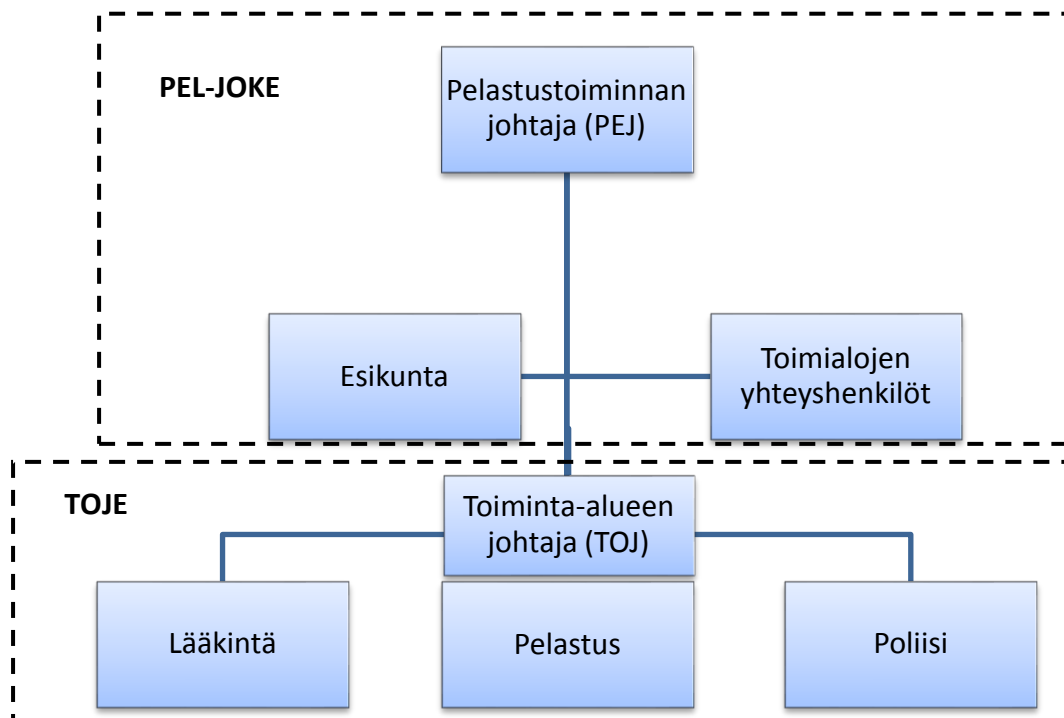 PEL-JOKE
Pelastustoiminnan
johtaja (PEJ)
Esikunta
Toimialojen
yhteyshenkilöt
TOJE
Toiminta-alueen
johtaja (TOJ)
Lääkintä
Pelastus
Poliisi